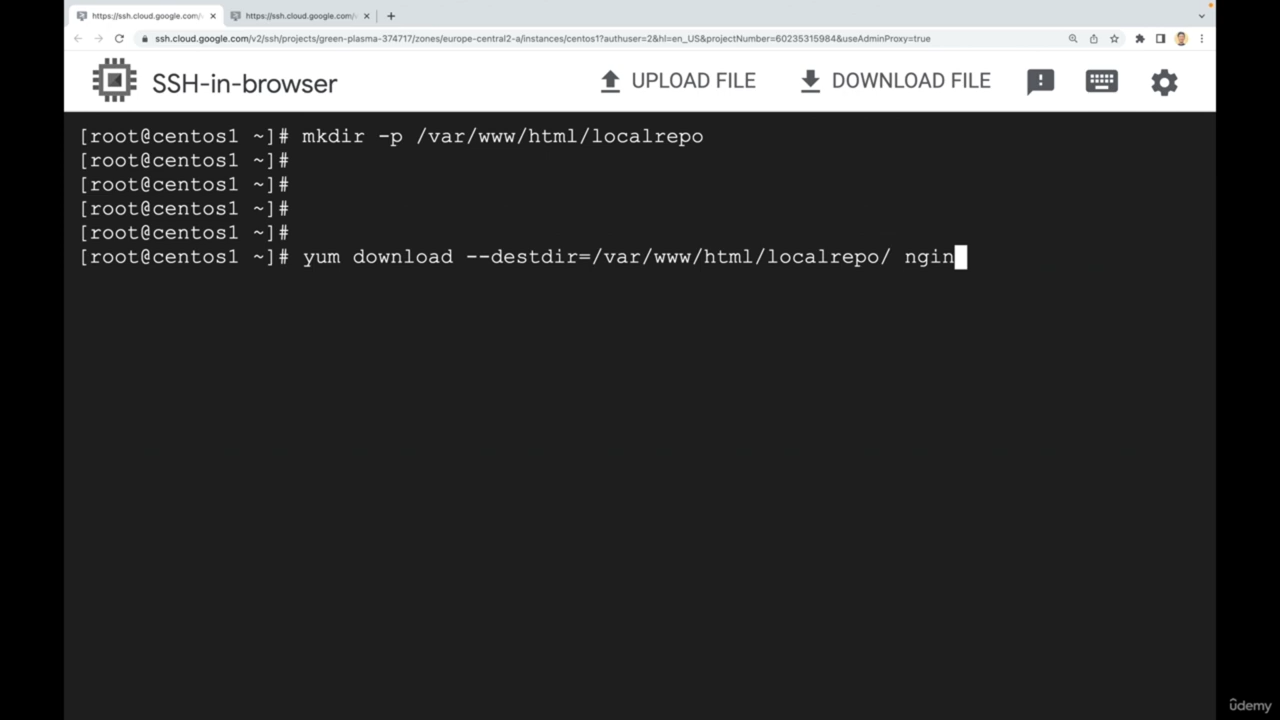 https://ssh.cloud.google.com/v
https://ssh.cloud.google.com/v
ssh.cloud.google.com/v2/ssh/projects/green-plasma-374717/zones/europe-central2-a/instances/centos1?authuser=2&hl=en_US&projectNumber=60235315984&useAdminProxy=true
SSH-in-browser
UPLOAD FILE
DOWNLOAD FILE
[root@centos1 ~]# mkdir -p /var/www/html/localrepo
[root@centos1 ~]#
[root@centos1 ~]#
[root@centos1 ~]#
[root@centos1 ~]#
[root@centos1 ~]# yum download --destdir=/var/www/html/localrepo/ ngin
ûdemy